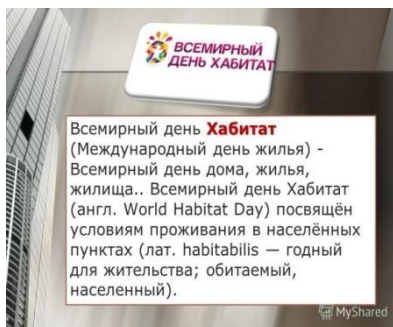 ВСЕМИРНЫЙ
ДЕНЬ ХАБИТАТ
Всемирный день Хабитат
(Международный день жилья) -
Всемирный день дома, жилья,
жилища.. Всемирный день Хабитат
(англ. World Habitat Day) посвящён
условиям проживания в населённых
пунктах (лат. habitabilis — годный
для жительства; обитаемый,
населенный).
MyShared